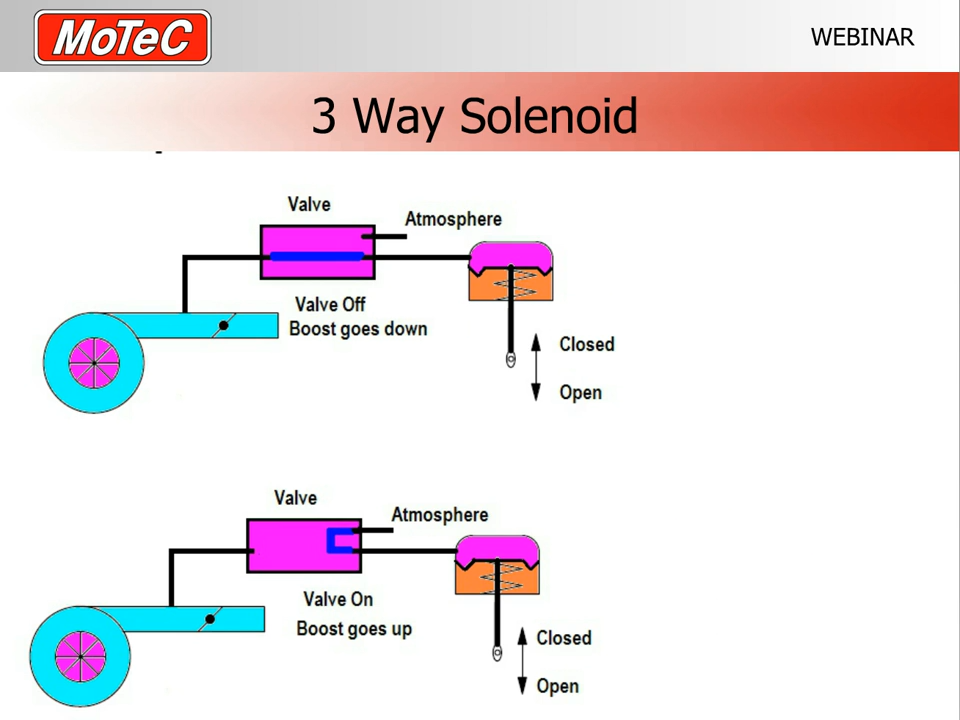 MoTeC
WEBINAR
3 Way Solenoid
Valve
Atmosphere
Valve Off
Boost goes down
Closed
Open
Valve
Atmosphere
Valve On
Boost goes up
Closed
Open